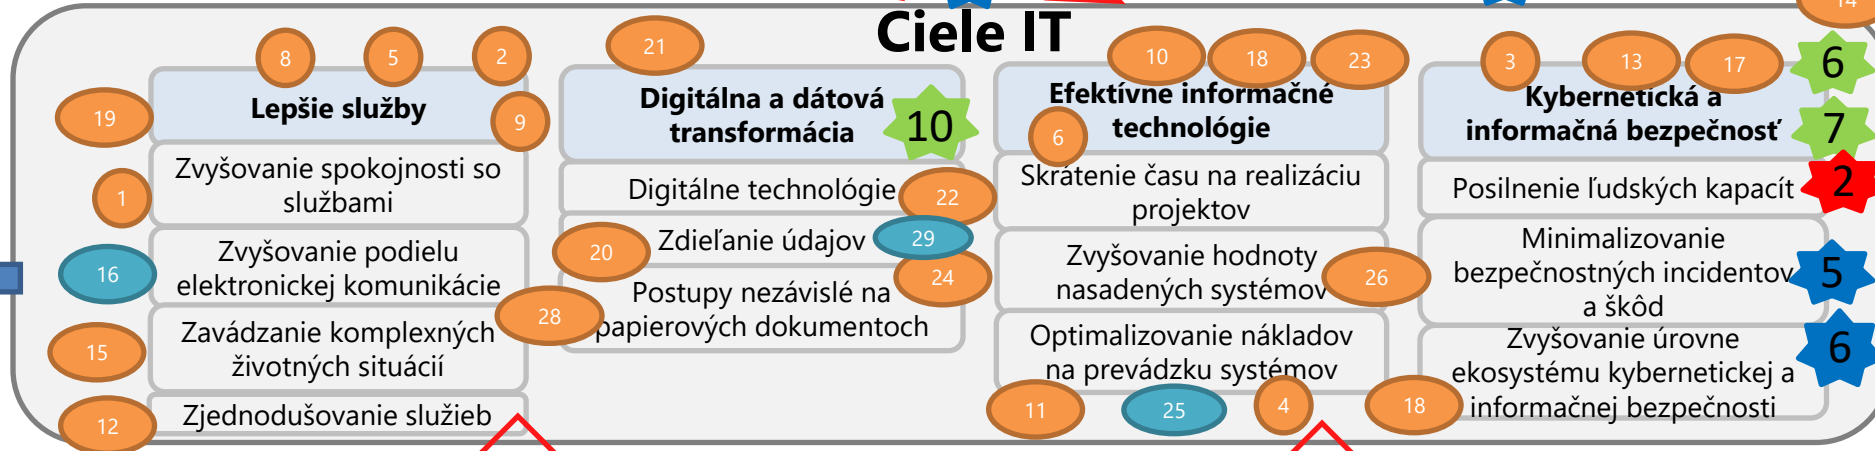 14
Ciele IT
8
5
2
19
Lepšie služby
9
1
Zvyšovanie spokojnosti so
službami
16
Zvyšovanie podielu
elektronickej komunikácie
15
Zavádzanie komplexných
životných situácií
12
Zjednodušovanie služieb
21
Digitálna a dátová
transformácia
10
Digitálne technológie
22
20
Zdieľanie údajov
29
24
28
Postupy nezávislé na
papierových dokumentoch
10
18
23
Efektívne informačné
technológie
6
Skrátenie času na realizáciu
projektov
Zvyšovanie hodnoty
nasadených systémov
26
Optimalizovanie nákladov
na prevádzku systémov
11
25
4
3
13
17
6
Kybernetická a
informačná bezpečnosť
7
Posilnenie ľudských kapacít
2
Minimalizovanie
bezpečnostných incidentov
a škôd
5
Zvyšovanie úrovne
ekosystému kybernetickej a
informačnej bezpečnosti
6
18